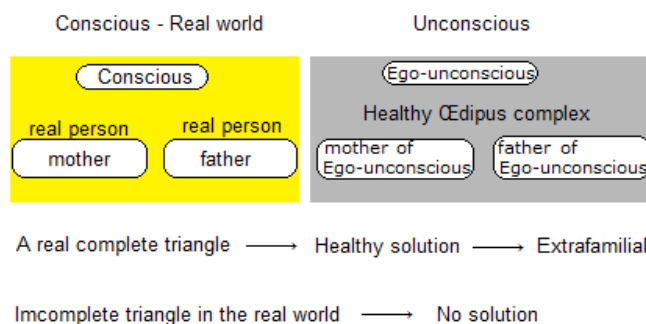 Conscious - Real world
Unconscious
Conscious
Ego-unconscious
Healthy Œdipus complex
real person
real person
mother
father
mother of
Ego-unconscious
father of
Ego-unconscious
A real complete triangle ⟶ Healthy solution ⟶ Extrafamilial
Imcomplete triangle in the real world ⟶ No solution